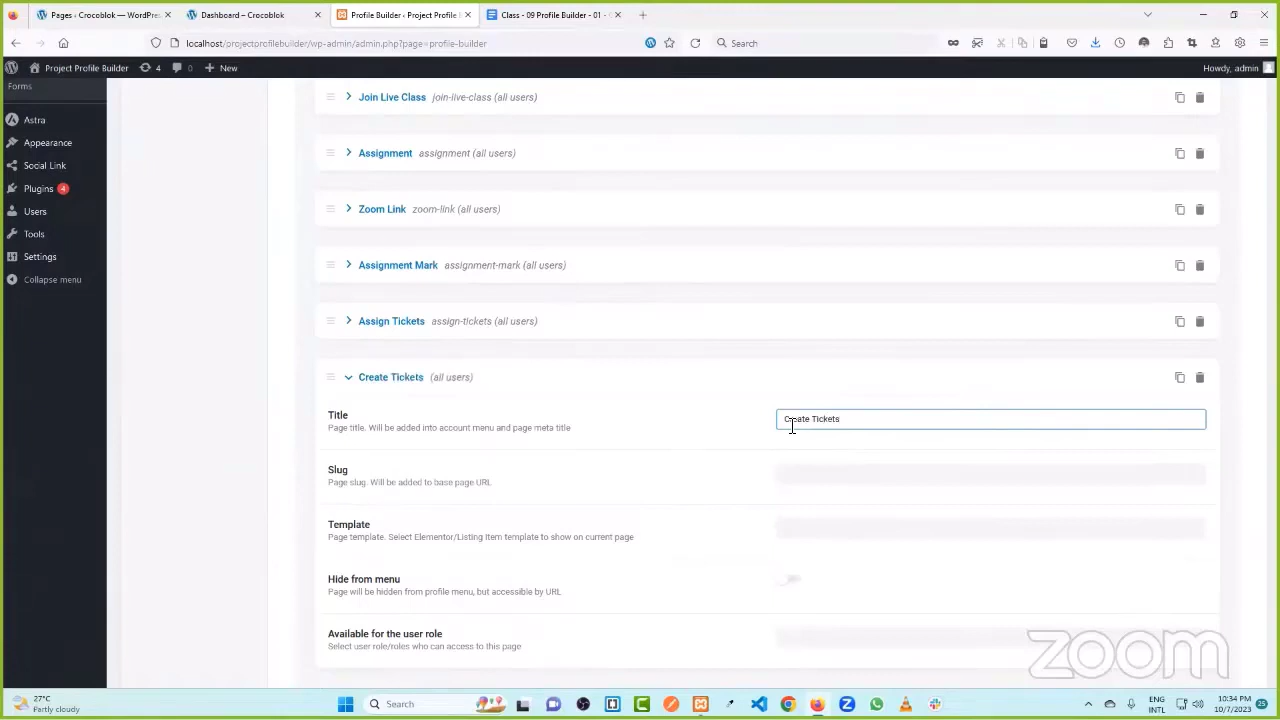 Pages ‹ Crocoblok — WordPre
Dashboard – Crocoblok
Profile Builder ‹ Project Profile B
Class - 09 Profile Builder - 01 - G
localhost/projectprofilebuilder/wp-admin/admin.php?page=profile-builder
Search
Project Profile Builder
4
0
New
Howdy, admin
Forms
Astra
Appearance
Social Link
Plugins 4
Users
Tools
Settings
Collapse menu
Join Live Class join-live-class (all users)
Assignment assignment (all users)
Zoom Link zoom-link (all users)
Assignment Mark assignment-mark (all users)
Assign Tickets assign-tickets (all users)
Create Tickets (all users)
Title
Page title. Will be added into account menu and page meta title
Create Tickets
Slug
Page slug. Will be added to base page URL
Template
Page template. Select Elementor/Listing Item template to show on current page
Hide from menu
Page will be hidden from profile menu, but accessible by URL
Available for the user role
Select user role/roles who can access to this page
zoom
27°C
Partly cloudy
Search
ENG
INTL
10:34 PM
10/7/2023
25